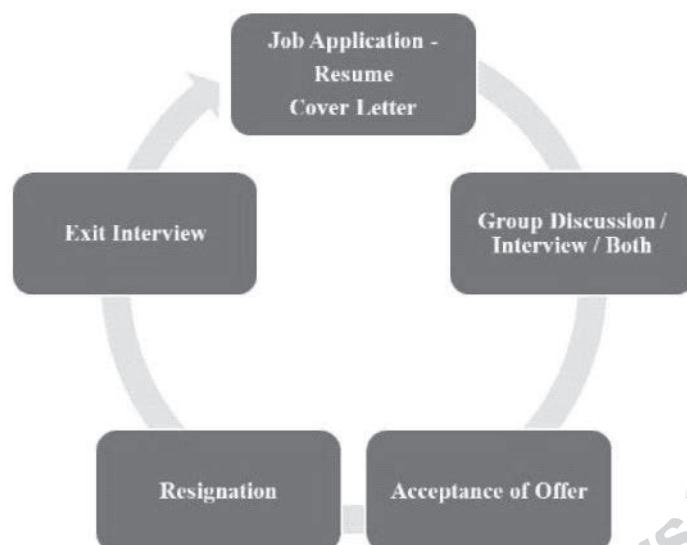 Job Application -
Resume
Cover Letter
Group Discussion /
Interview / Both
Acceptance of Offer
Resignation
Exit Interview